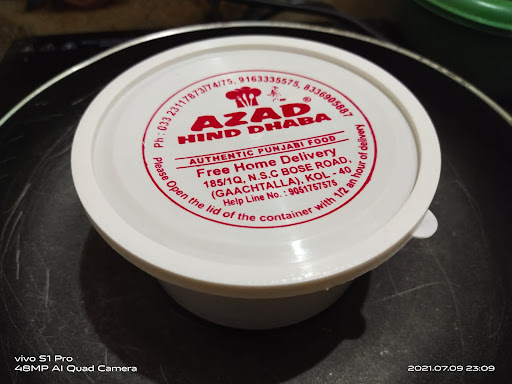 Ph : 033 23117873/74/75, 9163335575, 8336905887
AZAD ®
HIND DHABA
AUTHENTIC PUNJABI FOOD
Free Home Delivery
185/1Q, N.S.C BOSE ROAD,
(GAACHTALLA), KOL - 40
Help Line No. : 9051757575
Please Open the lid of the container with 1/2 an hour of delivery
vivo S1 Pro
48MP AI Quad Camera
2021.07.09 23:09